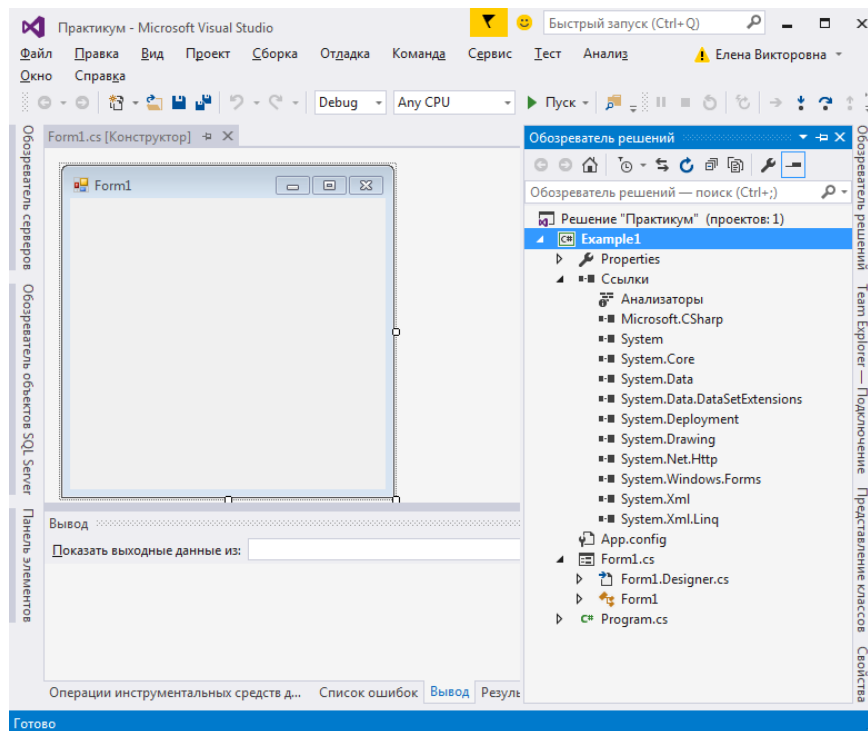 Практикум - Microsoft Visual Studio
Быстрый запуск (Ctrl+Q)
Файл Правка Вид Проект Сборка Отладка Команда Сервис Тест Анализ Елена Викторовна
Окно Справка
Debug Any CPU Пуск
Обозреватель серверов
Обозреватель объектов SQL Server
Панель элементов
Form1.cs [Конструктор]
Form1
Вывод
Показать выходные данные из:
Операции инструментальных средств д... Список ошибок Вывод Резуль
Обозреватель решений
Обозреватель решений — поиск (Ctrl+;)
Решение "Практикум" (проектов: 1)
C# Example1
Properties
Ссылки
Анализаторы
Microsoft.CSharp
System
System.Core
System.Data
System.Data.DataSetExtensions
System.Deployment
System.Drawing
System.Net.Http
System.Windows.Forms
System.Xml
System.Xml.Linq
App.config
Form1.cs
Form1.Designer.cs
Form1
C# Program.cs
Обозреватель решений
Team Explorer — Подключение
Представление классов
Свойства
Готово